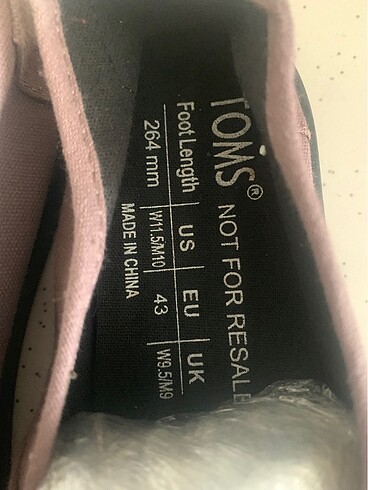 TOMS® NOT FOR RESALE
Foot Length US EU UK
264 mm W11.5/M10 43 W9.5/M9
MADE IN CHINA